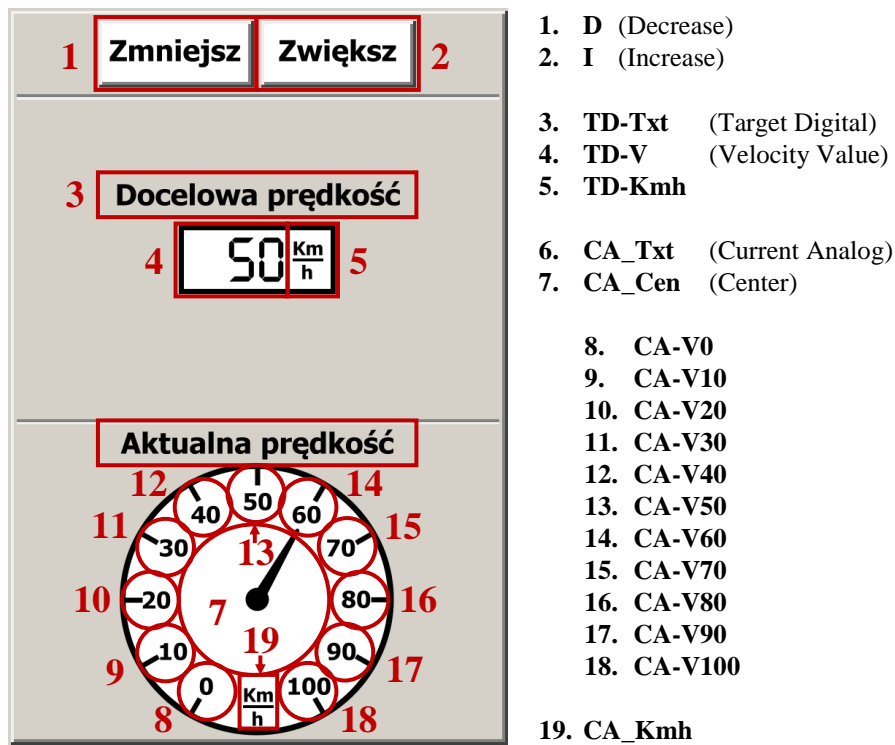 1 Zmniejsz Zwiększ 2
3 Docelowa prędkość
4 50 Km/h 5
Aktualna prędkość
12 14
50
40 60
11 15
30 70
13
10 20 80 16
7
19
10 90
9 17
0 Km/h 100
8 18
1. D (Decrease)
2. I (Increase)
3. TD-Txt (Target Digital)
4. TD-V (Velocity Value)
5. TD-Kmh
6. CA_Txt (Current Analog)
7. CA_Cen (Center)
8. CA-V0
9. CA-V10
10. CA-V20
11. CA-V30
12. CA-V40
13. CA-V50
14. CA-V60
15. CA-V70
16. CA-V80
17. CA-V90
18. CA-V100
19. CA_Kmh